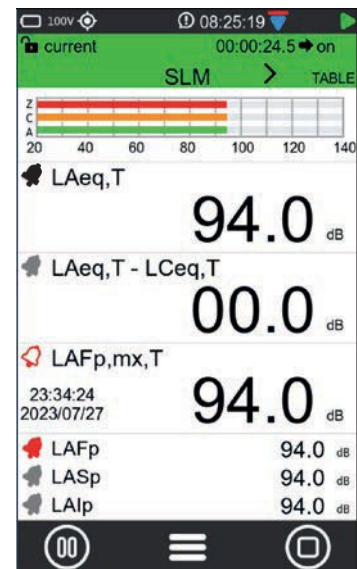 100V 08:25:19
current 00:00:24.5 on
SLM > TABLE
Z
C
A
20 40 60 80 100 120 140
LAeq,T
94.0 dB
LAeq,T - LCeq,T
00.0 dB
LAFp,mx,T
23:34:24
2023/07/27
94.0 dB
LAFp 94.0 dB
LASp 94.0 dB
LAIp 94.0 dB